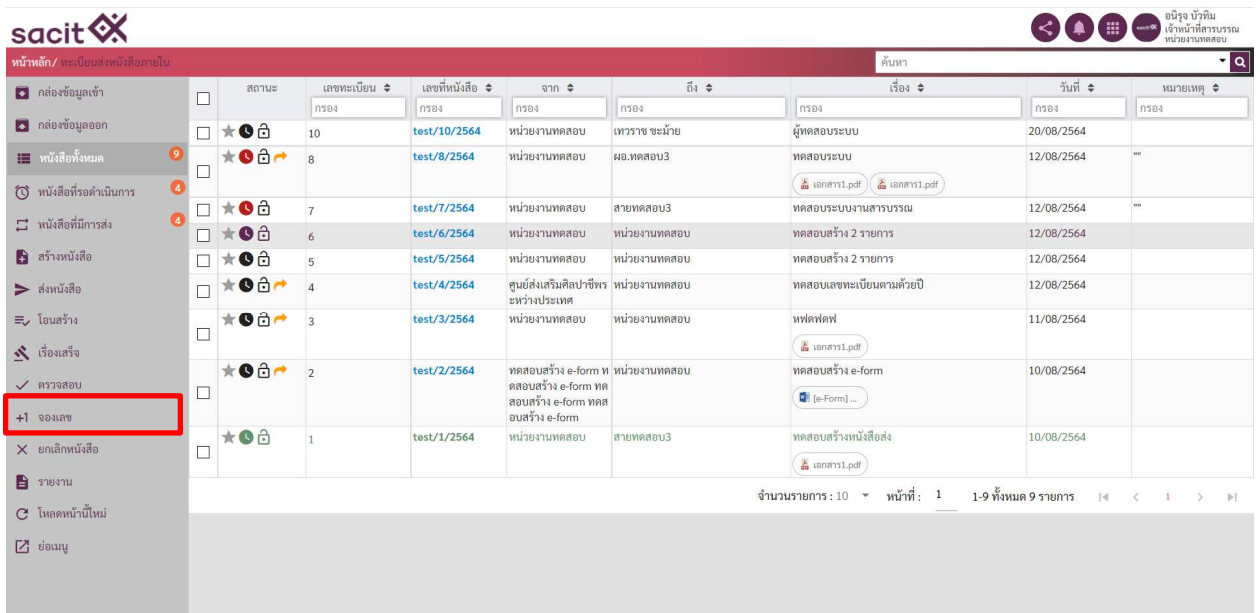 sacit
อนิรุจ บัวทิม
เจ้าหน้าที่สารบรรณ
หน่วยงานทดสอบ
หน้าหลัก/ ทะเบียนส่งหนังสือภายใน
ค้นหา
กล่องข้อมูลเข้า
กล่องข้อมูลออก
หนังสือทั้งหมด 9
หนังสือที่รอดำเนินการ 4
หนังสือที่มีการส่ง 4
สร้างหนังสือ
ส่งหนังสือ
โอนสร้าง
เรื่องเสร็จ
ตรวจสอบ
+1 จองเลข
ยกเลิกหนังสือ
รายงาน
โหลดหน้านี้ใหม่
ย่อเมนู
สถานะ เลขทะเบียน เลขที่หนังสือ จาก ถึง เรื่อง วันที่ หมายเหตุ
กรอง กรอง กรอง กรอง กรอง กรอง กรอง
10 test/10/2564 หน่วยงานทดสอบ เทวราช ชะม้าย ผู้ทดสอบระบบ 20/08/2564
8 test/8/2564 หน่วยงานทดสอบ ผอ.ทดสอบ3 ทดสอบระบบ 12/08/2564 ""
เอกสาร1.pdf เอกสาร1.pdf
7 test/7/2564 หน่วยงานทดสอบ สายทดสอบ3 ทดสอบระบบงานสารบรรณ 12/08/2564 ""
6 test/6/2564 หน่วยงานทดสอบ หน่วยงานทดสอบ ทดสอบสร้าง 2 รายการ 12/08/2564
5 test/5/2564 หน่วยงานทดสอบ หน่วยงานทดสอบ ทดสอบสร้าง 2 รายการ 12/08/2564
4 test/4/2564 ศูนย์ส่งเสริมศิลปาชีพร หน่วยงานทดสอบ ทดสอบเลขทะเบียนตามด้วยปี 12/08/2564
ะหว่างประเทศ
3 test/3/2564 หน่วยงานทดสอบ หน่วยงานทดสอบ หฟดฟดฟ 11/08/2564
เอกสาร1.pdf
2 test/2/2564 ทดสอบสร้าง e-form ท หน่วยงานทดสอบ ทดสอบสร้าง e-form 10/08/2564
ดสอบสร้าง e-form ทด
สอบสร้าง e-form ทดส
อบสร้าง e-form
[e-Form] ...
1 test/1/2564 หน่วยงานทดสอบ สายทดสอบ3 ทดสอบสร้างหนังสือส่ง 10/08/2564
เอกสาร1.pdf
จำนวนรายการ : 10 หน้าที่ : 1 1-9 ทั้งหมด 9 รายการ 1